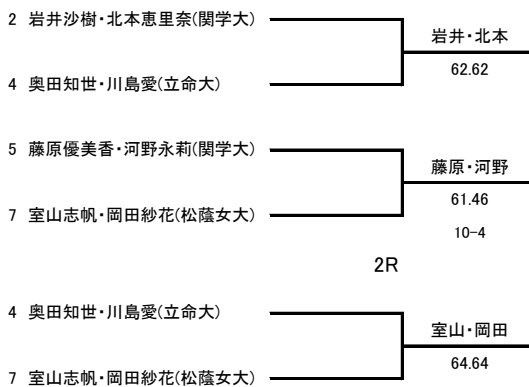 2 岩井沙樹・北本恵里奈(関学大)
岩井・北本
62.62
4 奥田知世・川島愛(立命大)
5 藤原優美香・河野永莉(関学大)
藤原・河野
61.46
7 室山志帆・岡田紗花(松蔭女大)
10-4
2R
4 奥田知世・川島愛(立命大)
室山・岡田
64.64
7 室山志帆・岡田紗花(松蔭女大)